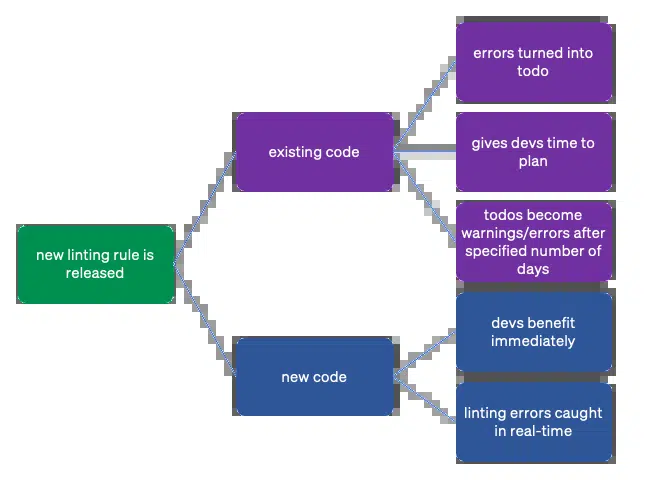 errors turned into
todo
existing code
gives devs time to
plan
todos become
warnings/errors after
specified number of
days
new linting rule is
released
devs benefit
immediately
new code
linting errors caught
in real-time